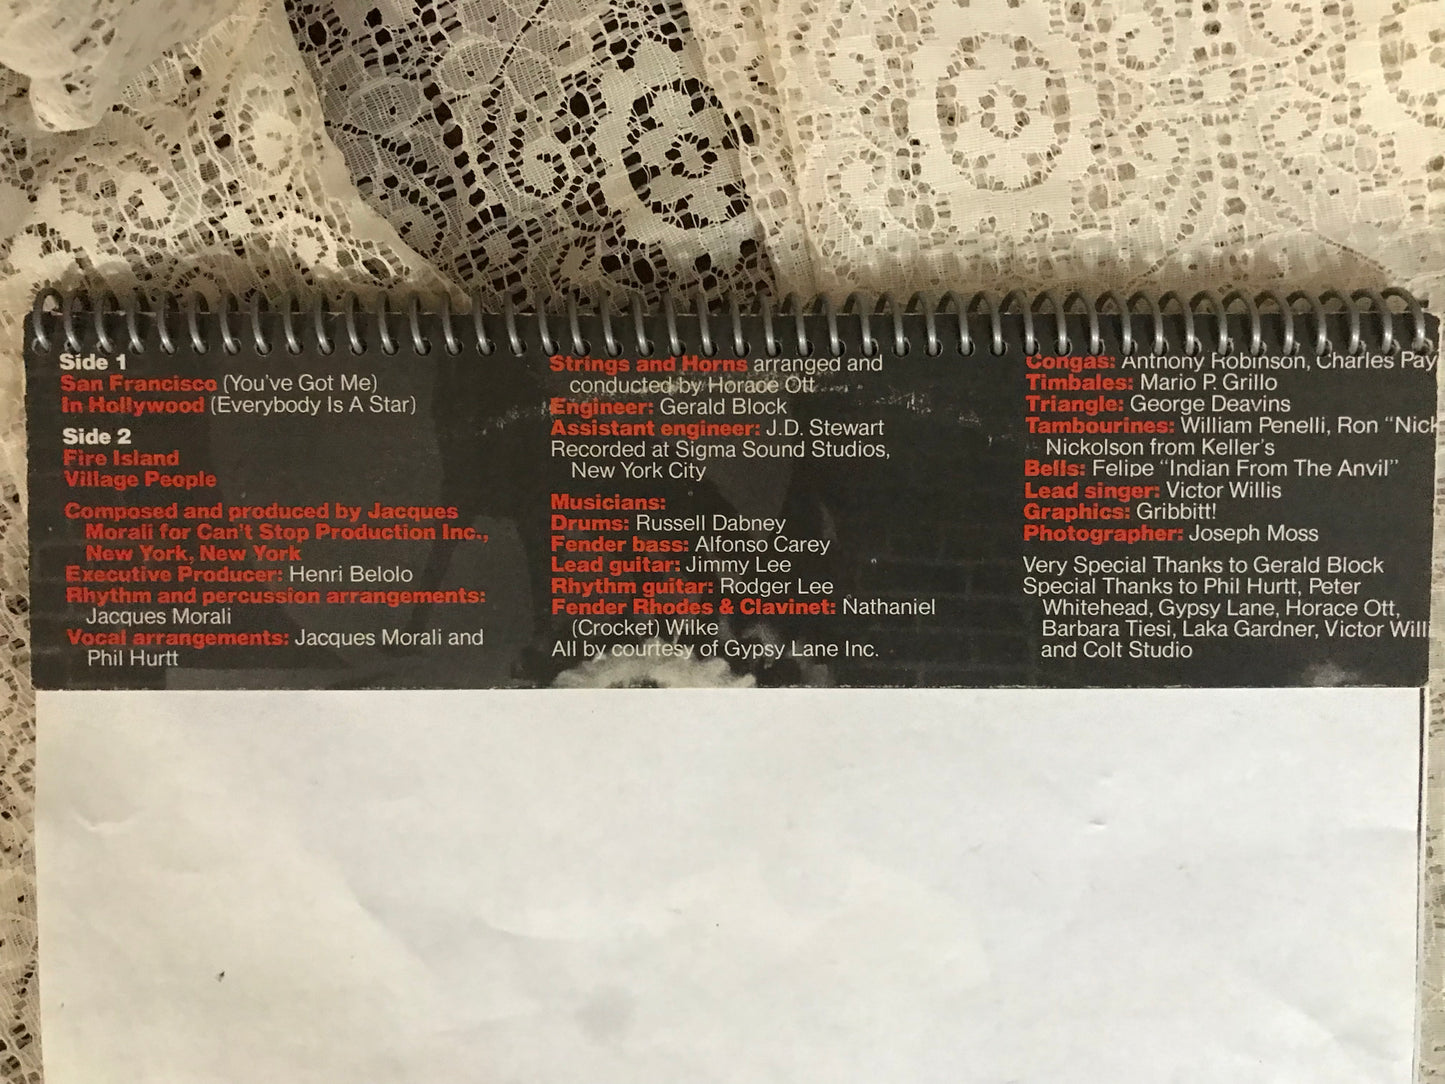 Side 1
San Francisco (You've Got Me)
In Hollywood (Everybody Is A Star)
Side 2
Fire Island
Village People
Composed and produced by Jacques
Morali for Can't Stop Production Inc.,
New York, New York
Executive Producer: Henri Belolo
Rhythm and percussion arrangements:
Jacques Morali
Vocal arrangements: Jacques Morali and
Phil Hurtt
Strings and Horns arranged and
conducted by Horace Ott
Engineer: Gerald Block
Assistant engineer: J.D. Stewart
Recorded at Sigma Sound Studios,
New York City
Musicians:
Drums: Russell Dabney
Fender bass: Alfonso Carey
Lead guitar: Jimmy Lee
Rhythm guitar: Rodger Lee
Fender Rhodes & Clavinet: Nathaniel
(Crocket) Wilke
All by courtesy of Gypsy Lane Inc.
Congas: Anthony Robinson, Charles Pay
Timbales: Mario P. Grillo
Triangle: George Deavins
Tambourines: William Penelli, Ron "Nick
Nickolson from Keller's
Bells: Felipe "Indian From The Anvil"
Lead singer: Victor Willis
Graphics: Gribbitt!
Photographer: Joseph Moss
Very Special Thanks to Gerald Block
Special Thanks to Phil Hurtt, Peter
Whitehead, Gypsy Lane, Horace Ott,
Barbara Tiesi, Laka Gardner, Victor Willi
and Colt Studio